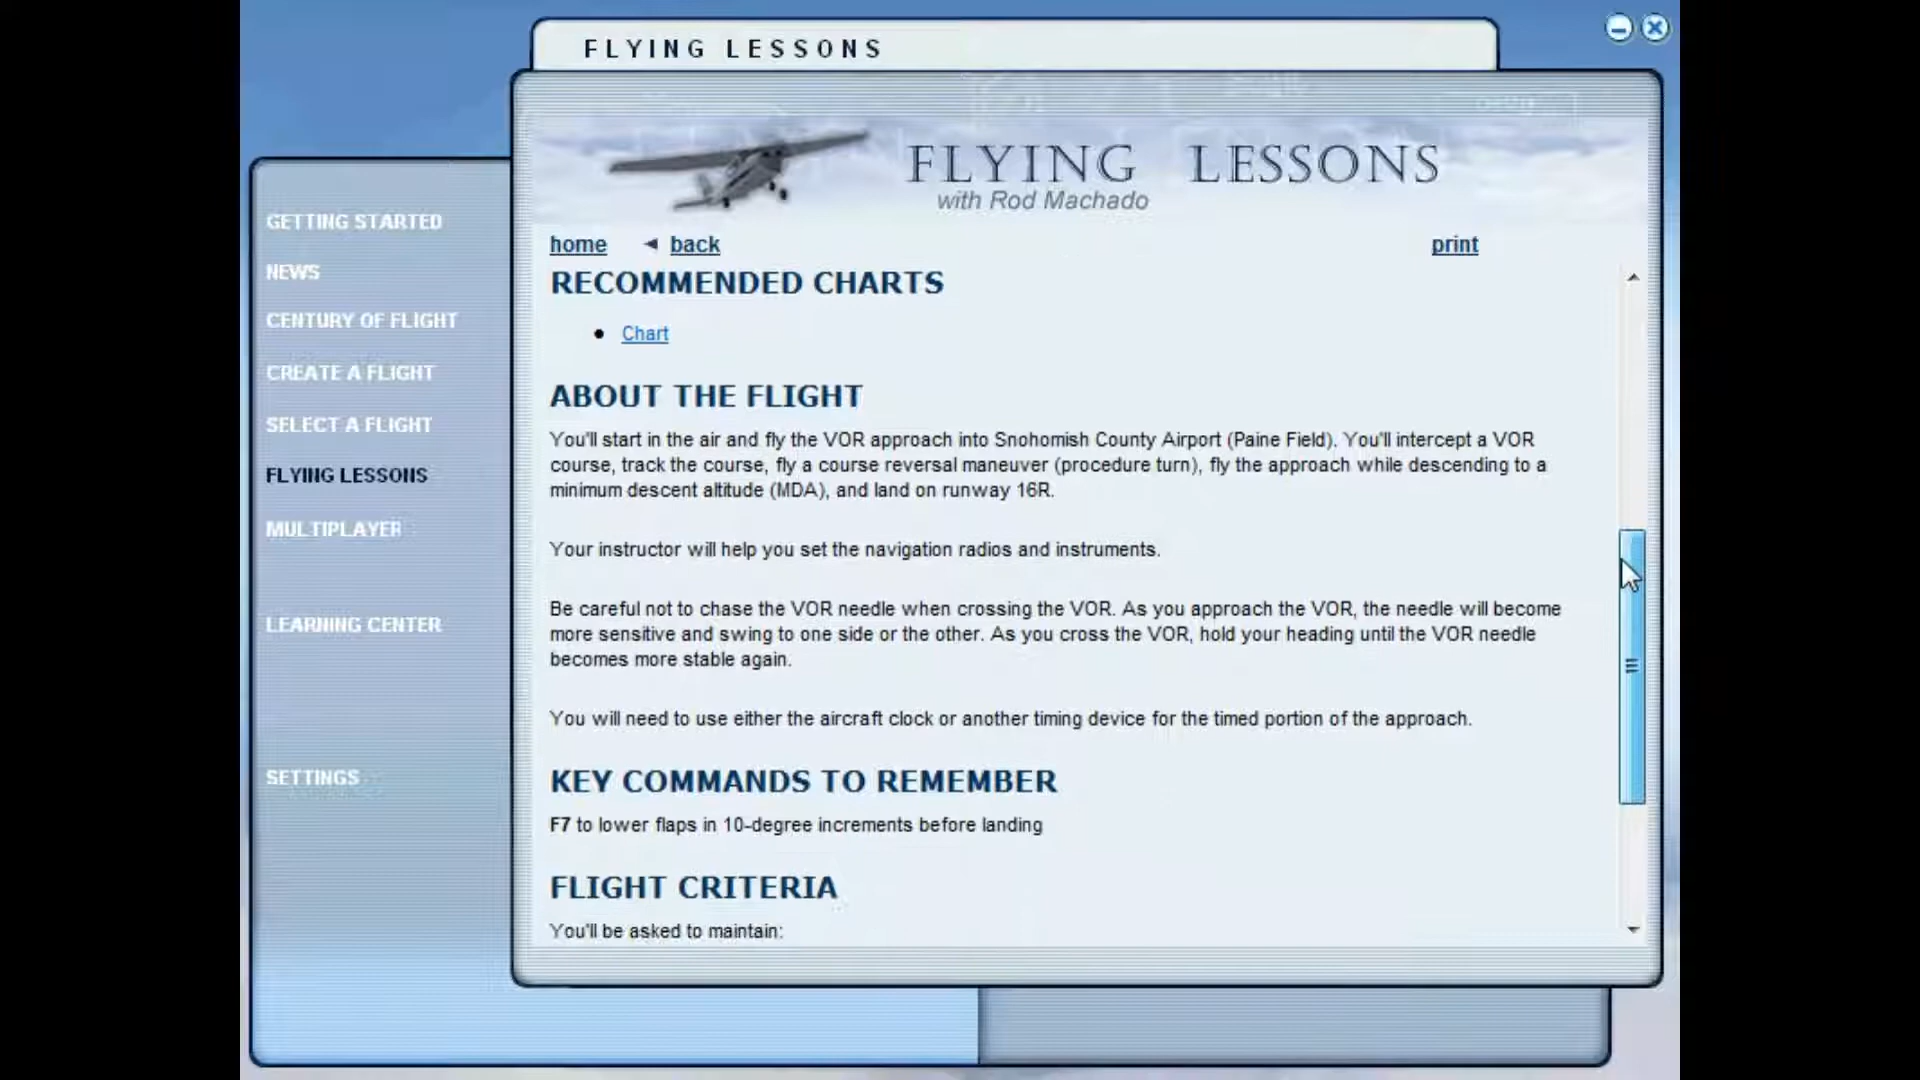 FLYING LESSONS
FLYING LESSONS
with Rod Machado
home ◄ back print
GETTING STARTED
NEWS
CENTURY OF FLIGHT
CREATE A FLIGHT
SELECT A FLIGHT
FLYING LESSONS
MULTIPLAYER
LEARNING CENTER
SETTINGS
RECOMMENDED CHARTS
• Chart
ABOUT THE FLIGHT
You'll start in the air and fly the VOR approach into Snohomish County Airport (Paine Field). You'll intercept a VOR
course, track the course, fly a course reversal maneuver (procedure turn), fly the approach while descending to a
minimum descent altitude (MDA), and land on runway 16R.
Your instructor will help you set the navigation radios and instruments.
Be careful not to chase the VOR needle when crossing the VOR. As you approach the VOR, the needle will become
more sensitive and swing to one side or the other. As you cross the VOR, hold your heading until the VOR needle
becomes more stable again.
You will need to use either the aircraft clock or another timing device for the timed portion of the approach.
KEY COMMANDS TO REMEMBER
F7 to lower flaps in 10-degree increments before landing
FLIGHT CRITERIA
You'll be asked to maintain: